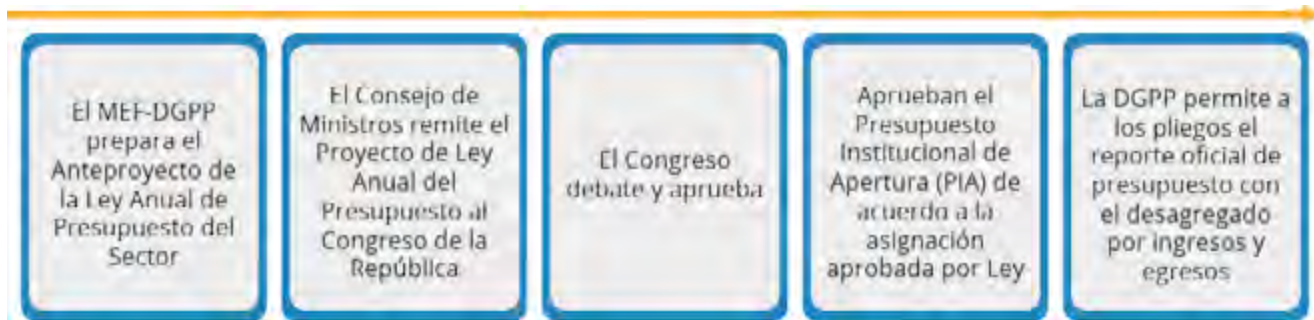 El MEF-DGPP
prepara el
Anteproyecto de
la Ley Anual de
Presupuesto del
Sector
El Consejo de
Ministros remite el
Proyecto de Ley
Anual del
Presupuesto al
Congreso de la
República
El Congreso
debate y aprueba
Aprueban el
Presupuesto
Institucional de
Apertura (PIA) de
acuerdo a la
asignación
aprobada por Ley
La DGPP permite a
los pliegos el
reporte oficial de
presupuesto con
el desagregado
por ingresos y
egresos